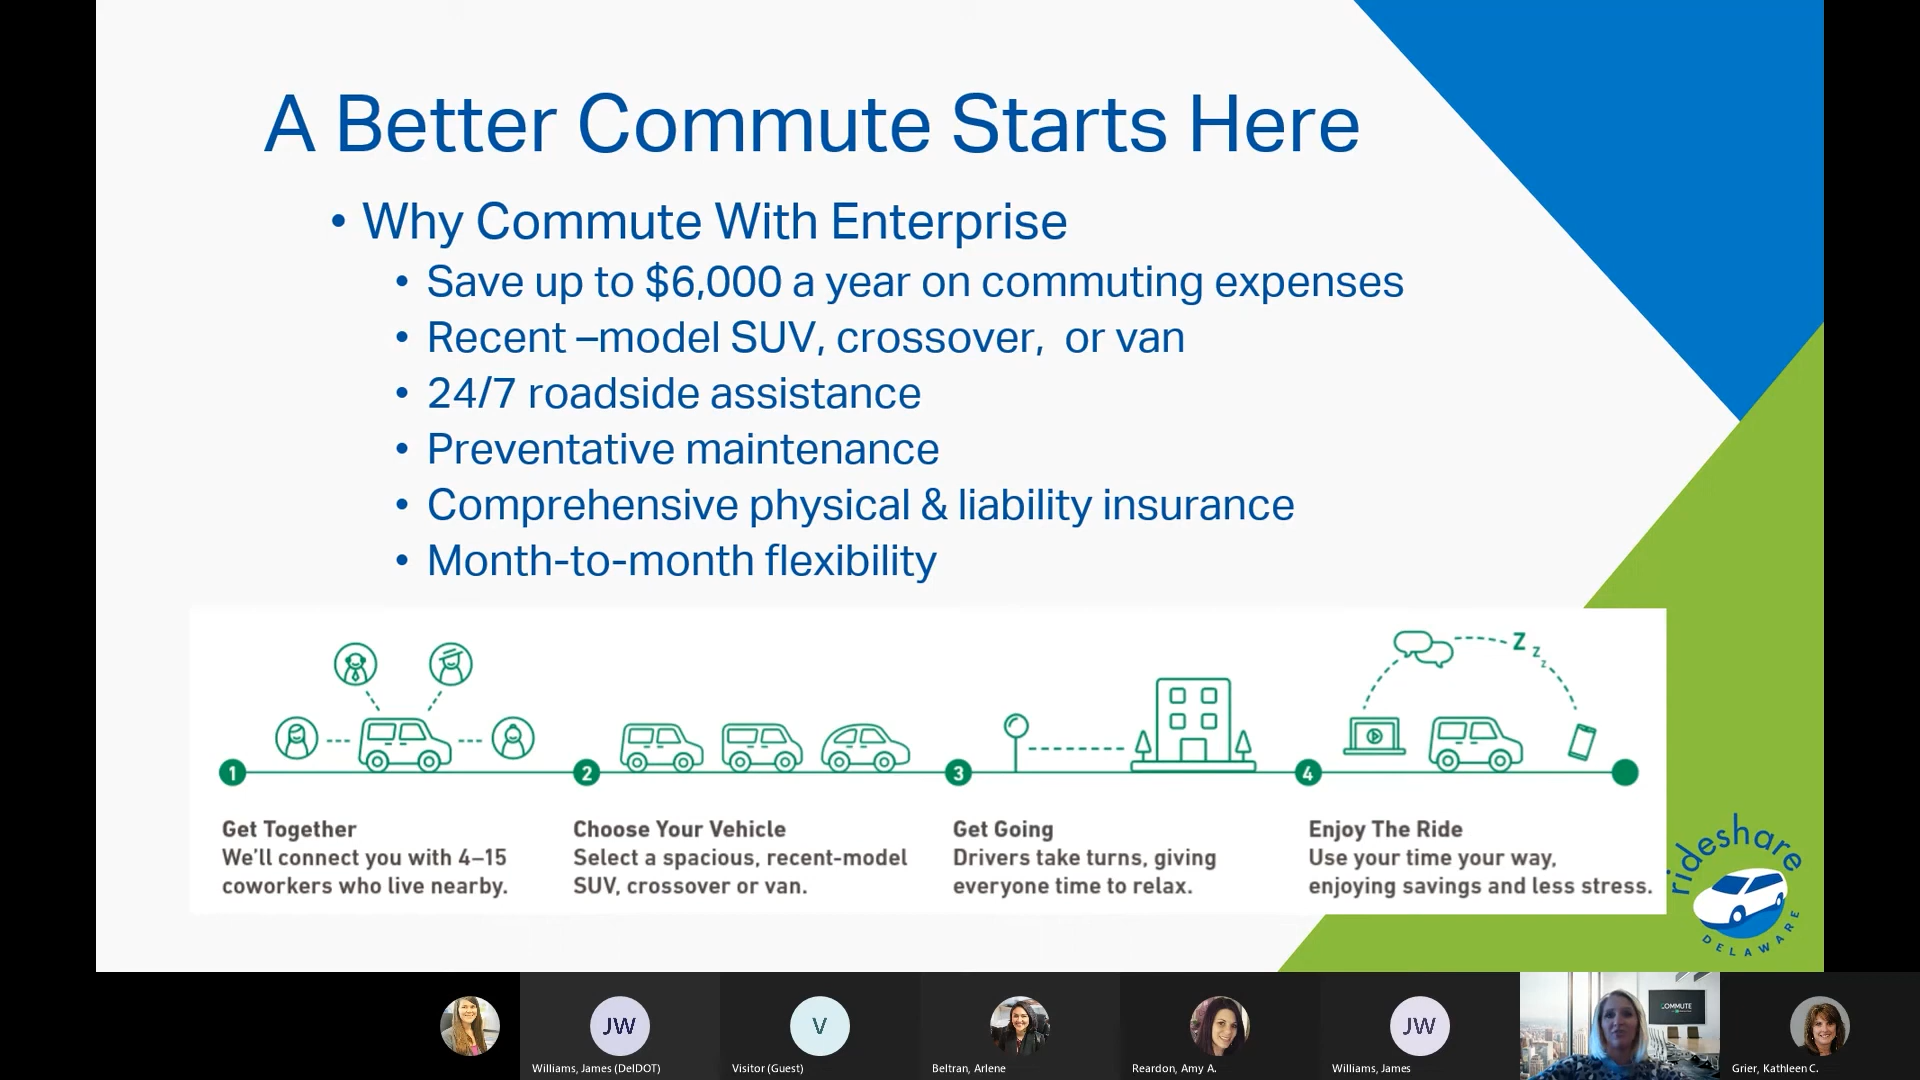 A Better Commute Starts Here
• Why Commute With Enterprise
• Save up to $6,000 a year on commuting expenses
• Recent –model SUV, crossover,  or van
• 24/7 roadside assistance
• Preventative maintenance
• Comprehensive physical & liability insurance
• Month-to-month flexibility
Z z z
1 2 3 4
Get Together
We'll connect you with 4–15
coworkers who live nearby.
Choose Your Vehicle
Select a spacious, recent-model
SUV, crossover or van.
Get Going
Drivers take turns, giving
everyone time to relax.
Enjoy The Ride
Use your time your way,
enjoying savings and less stress.
rideshare
DELAWARE
JW
Williams, James (DelDOT)
V
Visitor (Guest)
Beltran, Arlene
Reardon, Amy A.
JW
Williams, James
COMMUTE
Grier, Kathleen C.